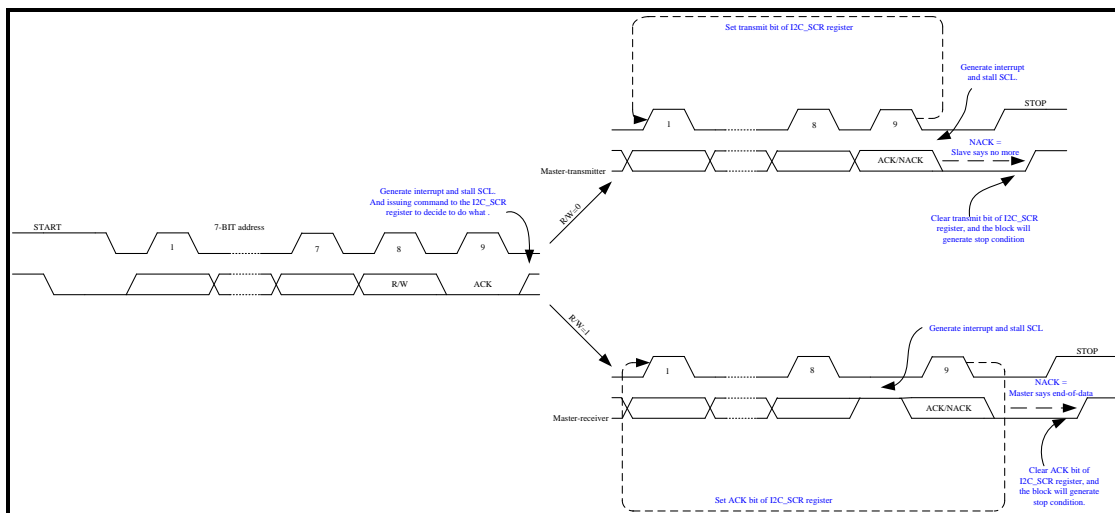 Set transmit bit of I2C_SCR register
Generate interrupt
and stall SCL.
STOP
1
8
9
NACK =
Slave says no more
ACK/NACK
Master-transmitter
Generate interrupt and stall SCL.
And issuing command to the I2C_SCR
register to decide to do what .
R/W=0
Clear transmit bit of I2C_SCR
register, and the block will
generate stop condition
START
7-BIT address
1
7
8
9
R/W
ACK
R/W=1
Generate interrupt and stall SCL
STOP
1
8
9
NACK =
Master says end-of-data
ACK/NACK
Master-receiver
Clear ACK bit of
I2C_SCR register, and
the block will generate
stop condition.
Set ACK bit of I2C_SCR register